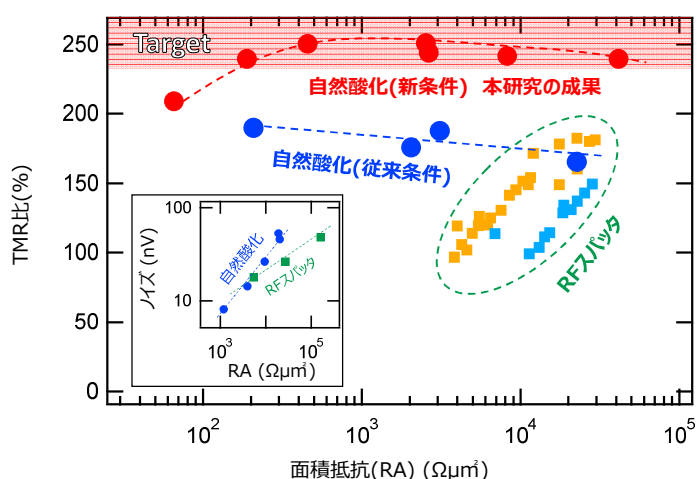 250
200
150
100
50
0
TMR比(%)
Target
自然酸化(新条件) 本研究の成果
自然酸化(従来条件)
RFスパッタ
100
10
ノイズ (nV)
自然酸化
RFスパッタ
10³
10⁵
RA (Ωµm²)
10²
10³
10⁴
10⁵
面積抵抗(RA) (Ωµm²)